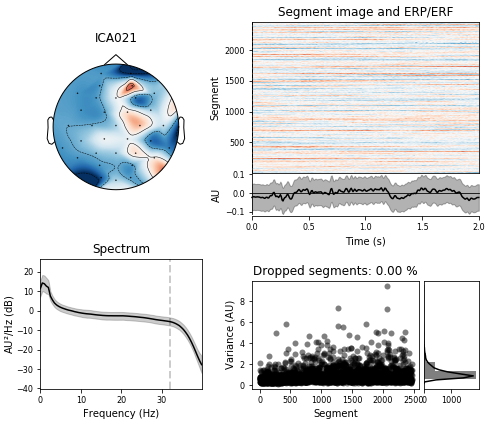 ICA021
Segment image and ERP/ERF
Segment
2000
1500
1000
500
AU
0.1
0.0
−0.1
0.0 0.5 1.0 1.5 2.0
Time (s)
Spectrum
AU²/Hz (dB)
20
10
0
−10
−20
−30
−40
0 10 20 30
Frequency (Hz)
Dropped segments: 0.00 %
Variance (AU)
8
6
4
2
0
0 500 1000 1500 2000 2500
Segment
0 1000